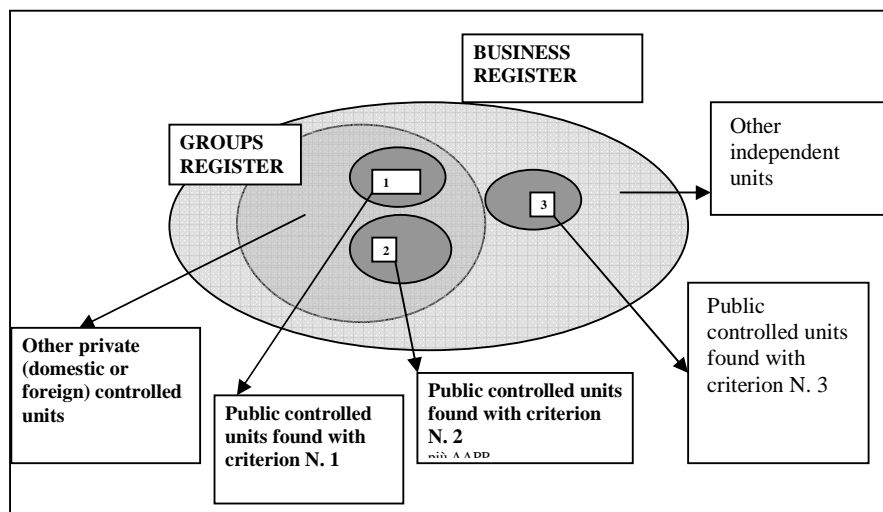 BUSINESS
REGISTER
GROUPS
REGISTER
1
2
3
Other
independent
units
Other private
(domestic or
foreign) controlled
units
Public controlled
units found with
criterion N. 1
Public controlled units
found with criterion
N. 2
Public
controlled units
found with
criterion N. 3